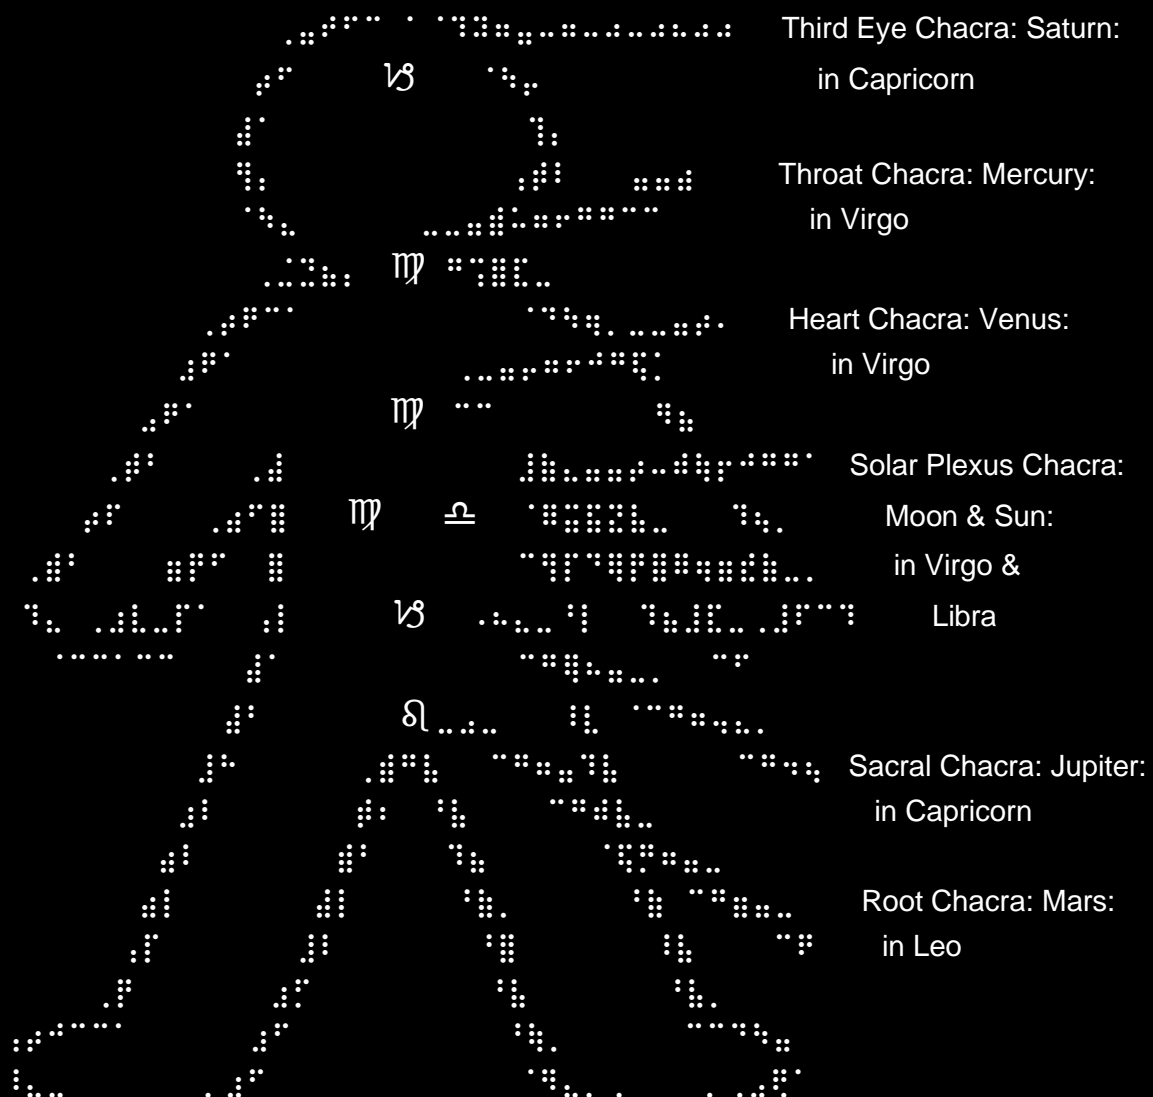 Third Eye Chacra: Saturn:
in Capricorn
♑
Throat Chacra: Mercury:
in Virgo
♍
Heart Chacra: Venus:
in Virgo
♍
Solar Plexus Chacra:
♍ ♎ Moon & Sun:
in Virgo &
♑ Libra
♌
Sacral Chacra: Jupiter:
in Capricorn
Root Chacra: Mars:
in Leo